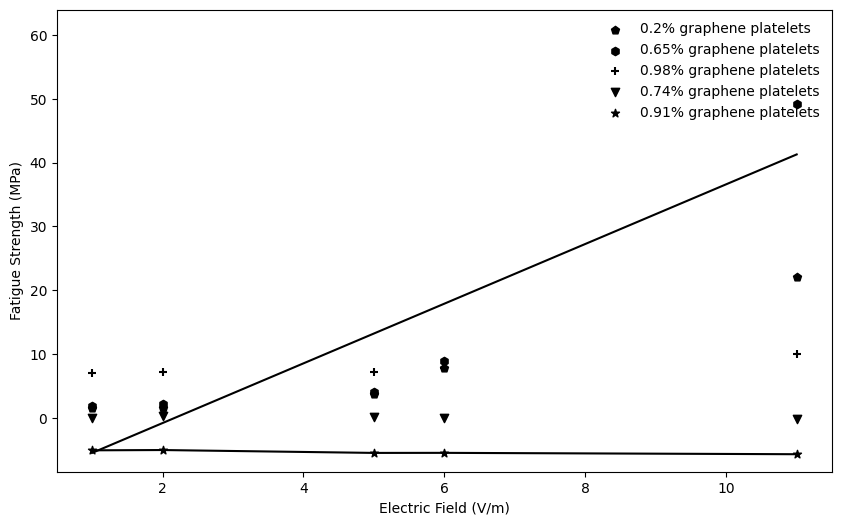 60
50
40
30
20
10
0
2
4
6
8
10
Fatigue Strength (MPa)
Electric Field (V/m)
0.2% graphene platelets
0.65% graphene platelets
0.98% graphene platelets
0.74% graphene platelets
0.91% graphene platelets